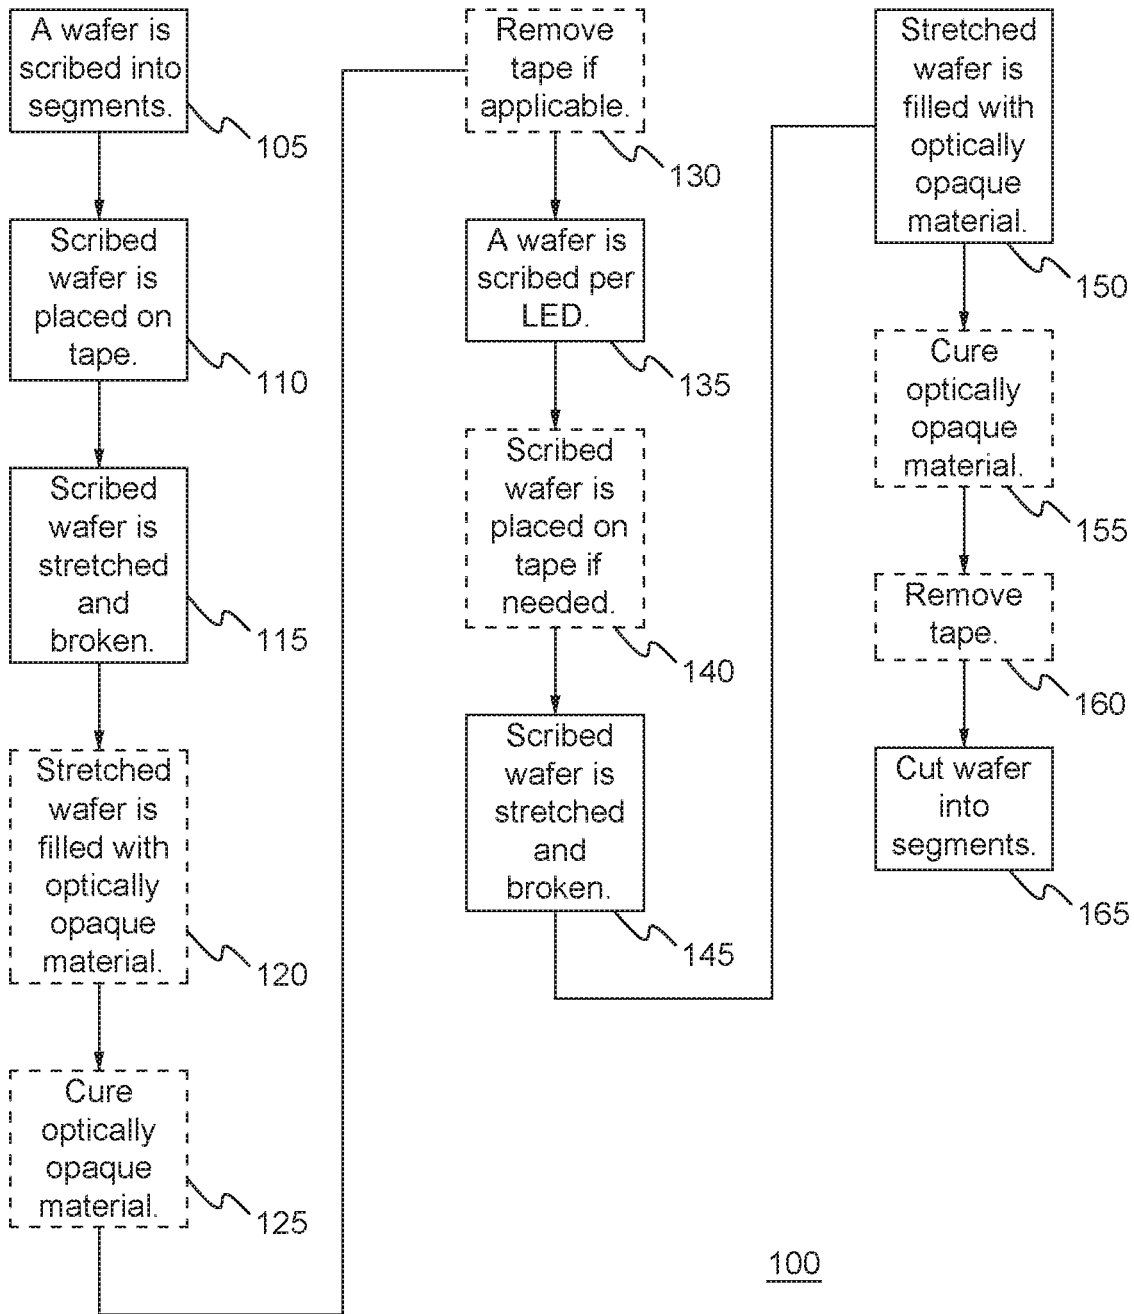 A wafer is
scribed into
segments.
105
Scribed
wafer is
placed on
tape.
110
Scribed
wafer is
stretched
and
broken.
115
Stretched
wafer is
filled with
optically
opaque
material.
120
Cure
optically
opaque
material.
125
Remove
tape if
applicable.
130
A wafer is
scribed per
LED.
135
Scribed
wafer is
placed on
tape if
needed.
140
Scribed
wafer is
stretched
and
broken.
145
Stretched
wafer is
filled with
optically
opaque
material.
150
Cure
optically
opaque
material.
155
Remove
tape.
160
Cut wafer
into
segments.
165
100